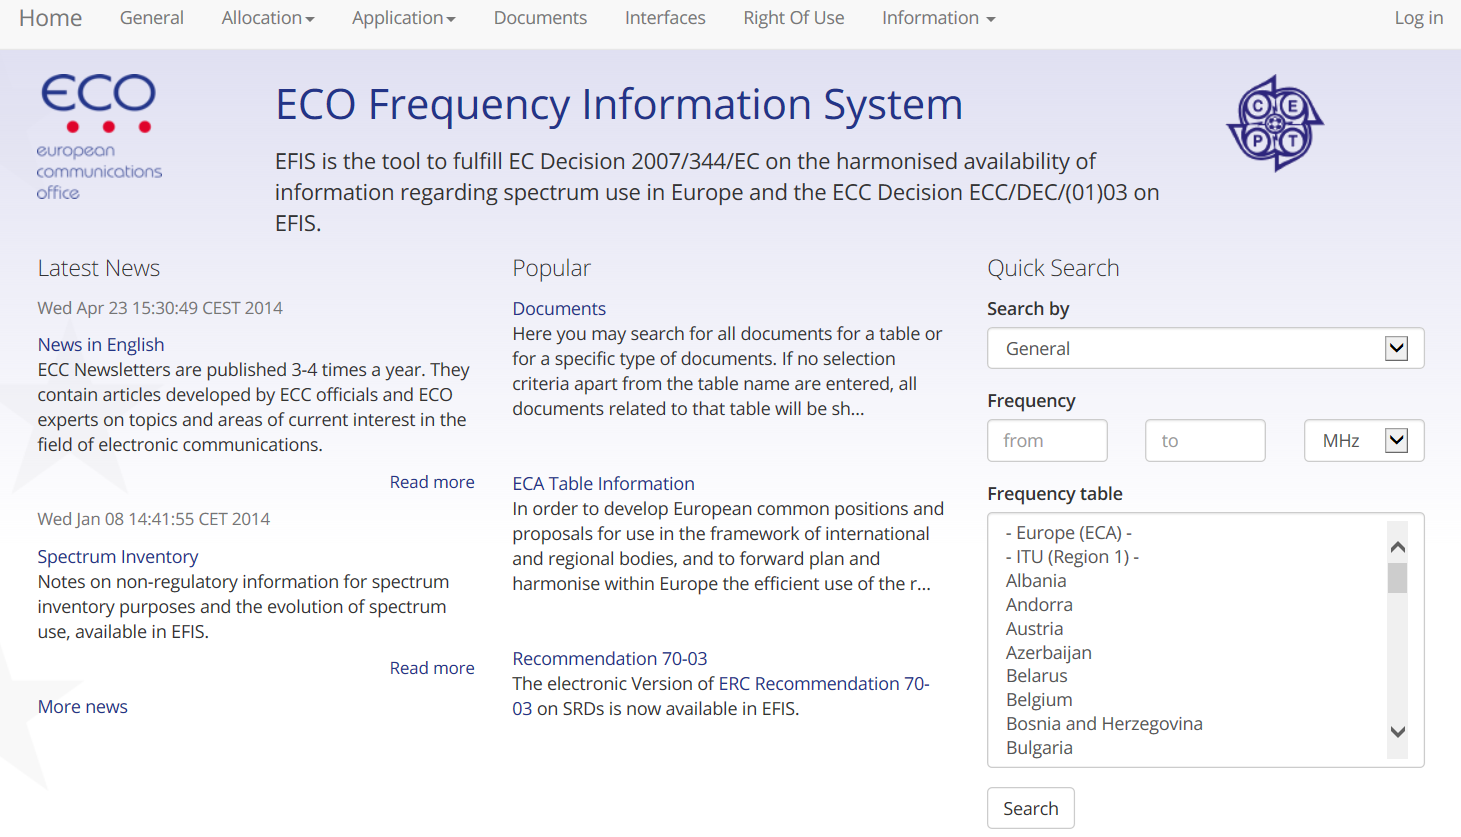 Home General Allocation Application Documents Interfaces Right Of Use Information Log in
ECO
european
communications
office
ECO Frequency Information System
EFIS is the tool to fulfill EC Decision 2007/344/EC on the harmonised availability of
information regarding spectrum use in Europe and the ECC Decision ECC/DEC/(01)03 on
EFIS.
C E
P T
Latest News
Wed Apr 23 15:30:49 CEST 2014
News in English
ECC Newsletters are published 3-4 times a year. They
contain articles developed by ECC officials and ECO
experts on topics and areas of current interest in the
field of electronic communications.
Read more
Wed Jan 08 14:41:55 CET 2014
Spectrum Inventory
Notes on non-regulatory information for spectrum
inventory purposes and the evolution of spectrum
use, available in EFIS.
Read more
More news
Popular
Documents
Here you may search for all documents for a table or
for a specific type of documents. If no selection
criteria apart from the table name are entered, all
documents related to that table will be sh...
ECA Table Information
In order to develop European common positions and
proposals for use in the framework of international
and regional bodies, and to forward plan and
harmonise within Europe the efficient use of the r...
Recommendation 70-03
The electronic Version of ERC Recommendation 70-
03 on SRDs is now available in EFIS.
Quick Search
Search by
General
Frequency
from to MHz
Frequency table
- Europe (ECA) -
- ITU (Region 1) -
Albania
Andorra
Austria
Azerbaijan
Belarus
Belgium
Bosnia and Herzegovina
Bulgaria
Search